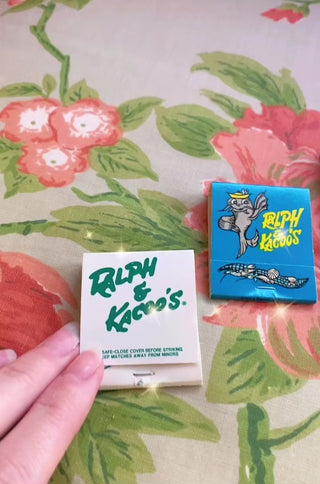 RALPH
&
KACOO'S®
SAFE-CLOSE COVER BEFORE STRIKING
KEEP MATCHES AWAY FROM MINORS
RALPH
& KACOO'S